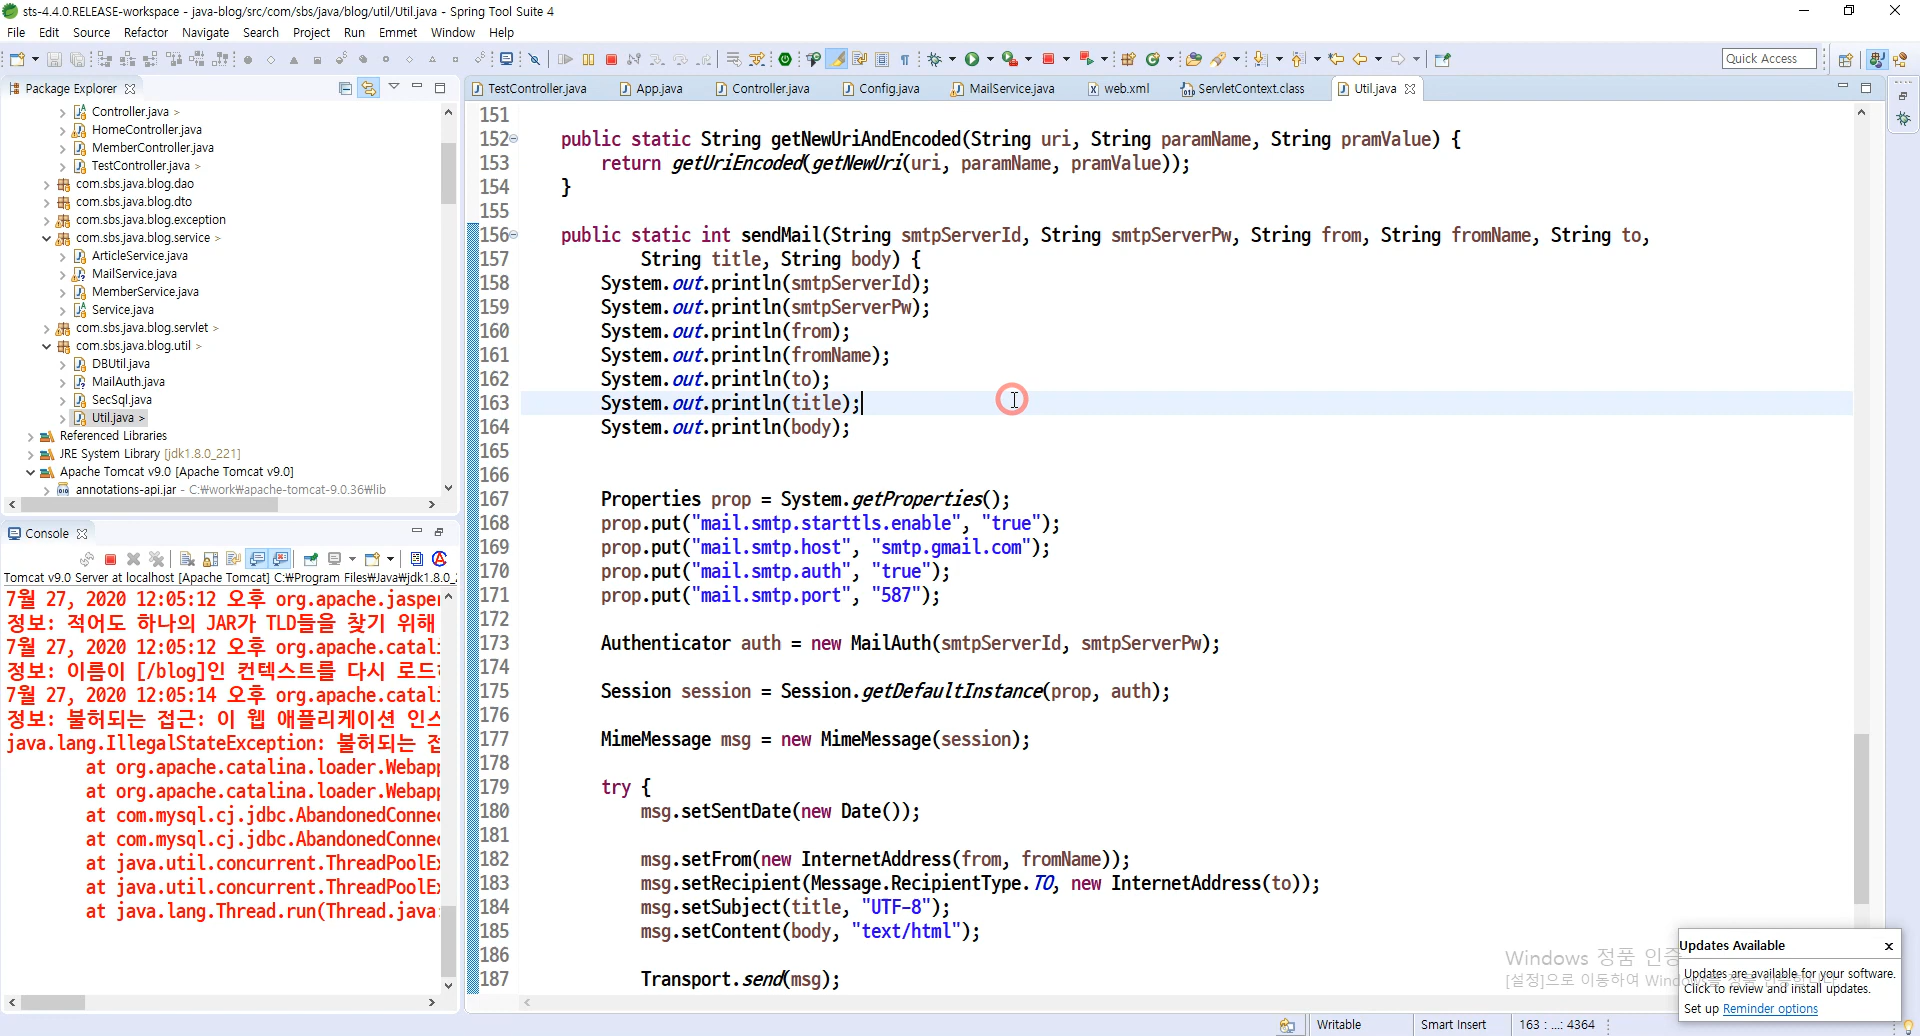 sts-4.4.0.RELEASE-workspace - java-blog/src/com/sbs/java/blog/util/Util.java - Spring Tool Suite 4
File Edit Source Refactor Navigate Search Project Run Emmet Window Help
Quick Access
Package Explorer
Controller.java >
HomeController.java
MemberController.java
TestController.java >
com.sbs.java.blog.dao
com.sbs.java.blog.dto
com.sbs.java.blog.exception
com.sbs.java.blog.service >
ArticleService.java
MailService.java
MemberService.java
Service.java
com.sbs.java.blog.servlet >
com.sbs.java.blog.util >
DBUtil.java
MailAuth.java
SecSql.java
Util.java >
Referenced Libraries
JRE System Library [jdk1.8.0_221]
Apache Tomcat v9.0 [Apache Tomcat v9.0]
annotations-api.jar - C:₩work₩apache-tomcat-9.0.36₩lib
Console
Tomcat v9.0 Server at localhost [Apache Tomcat] C:₩Program Files₩Java₩jdk1.8.0_
7월 27, 2020 12:05:12 오후 org.apache.jasper
정보: 적어도 하나의 JAR가 TLD들을 찾기 위해
7월 27, 2020 12:05:12 오후 org.apache.catal
정보: 이름이 [/blog]인 컨텍스트를 다시 로드
7월 27, 2020 12:05:14 오후 org.apache.catal
정보: 불허되는 접근: 이 웹 애플리케이션 인스
java.lang.IllegalStateException: 불허되는 접
at org.apache.catalina.loader.Webapp
at org.apache.catalina.loader.Webapp
at com.mysql.cj.jdbc.AbandonedConne
at com.mysql.cj.jdbc.AbandonedConne
at java.util.concurrent.ThreadPoolE
at java.util.concurrent.ThreadPoolE
at java.lang.Thread.run(Thread.java:
TestController.java App.java Controller.java Config.java MailService.java web.xml ServletContext.class Util.java
151
152 public static String getNewUriAndEncoded(String uri, String paramName, String pramValue) {
153 return getUriEncoded(getNewUri(uri, paramName, pramValue));
154 }
155
156 public static int sendMail(String smtpServerId, String smtpServerPw, String from, String fromName, String to,
157 String title, String body) {
158 System.out.println(smtpServerId);
159 System.out.println(smtpServerPw);
160 System.out.println(from);
161 System.out.println(fromName);
162 System.out.println(to);
163 System.out.println(title);
164 System.out.println(body);
165
166
167 Properties prop = System.getProperties();
168 prop.put("mail.smtp.starttls.enable", "true");
169 prop.put("mail.smtp.host", "smtp.gmail.com");
170 prop.put("mail.smtp.auth", "true");
171 prop.put("mail.smtp.port", "587");
172
173 Authenticator auth = new MailAuth(smtpServerId, smtpServerPw);
174
175 Session session = Session.getDefaultInstance(prop, auth);
176
177 MimeMessage msg = new MimeMessage(session);
178
179 try {
180 msg.setSentDate(new Date());
181
182 msg.setFrom(new InternetAddress(from, fromName));
183 msg.setRecipient(Message.RecipientType.TO, new InternetAddress(to));
184 msg.setSubject(title, "UTF-8");
185 msg.setContent(body, "text/html");
186
187 Transport.send(msg);
Windows 정품 인증
[설정]으로 이동하여
Updates Available
Updates are available for your software.
Click to review and install updates.
Set up Reminder options
Writable Smart Insert 163 : ...: 4364